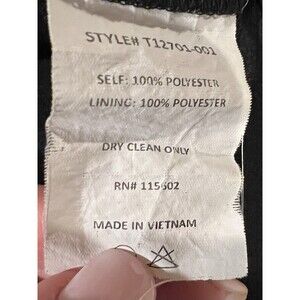 STYLE# T12701-001
SELF: 100% POLYESTER
LINING: 100% POLYESTER
DRY CLEAN ONLY
RN# 115602
MADE IN VIETNAM